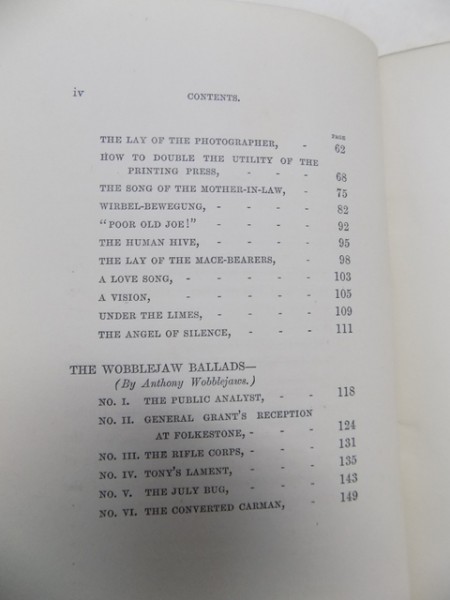 iv
CONTENTS.
PAGE
THE LAY OF THE PHOTOGRAPHER, - 62
HOW TO DOUBLE THE UTILITY OF THE
PRINTING PRESS, - - - 68
THE SONG OF THE MOTHER-IN-LAW, - 75
WIRBEL-BEWEGUNG, - - - - 82
"POOR OLD JOE!" - - - - 92
THE HUMAN HIVE, - - - - 95
THE LAY OF THE MACE-BEARERS, - - 98
A LOVE SONG, - - - - - 103
A VISION, - - - - - 105
UNDER THE LIMES, - - - - 109
THE ANGEL OF SILENCE, - - - 111
THE WOBBLEJAW BALLADS—
(By Anthony Wobblejaws.)
NO. I. THE PUBLIC ANALYST, - - 118
NO. II. GENERAL GRANT'S RECEPTION
AT FOLKESTONE, - - - 124
NO. III. THE RIFLE CORPS, - - - 131
NO. IV. TONY'S LAMENT, - - - 135
NO. V. THE JULY BUG, - - - 143
NO. VI. THE CONVERTED CARMAN, - 149